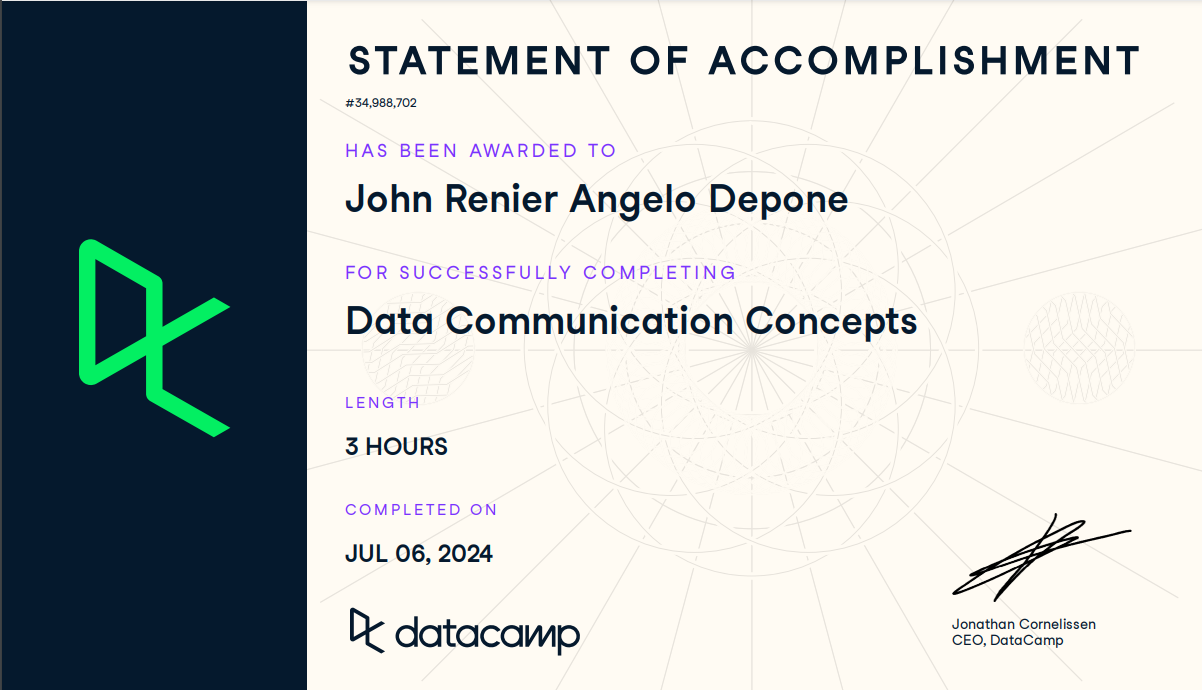 STATEMENT OF ACCOMPLISHMENT
#34,988,702
HAS BEEN AWARDED TO
John Renier Angelo Depone
FOR SUCCESSFULLY COMPLETING
Data Communication Concepts
LENGTH
3 HOURS
COMPLETED ON
JUL 06, 2024
datacamp
Jonathan Cornelissen
CEO, DataCamp